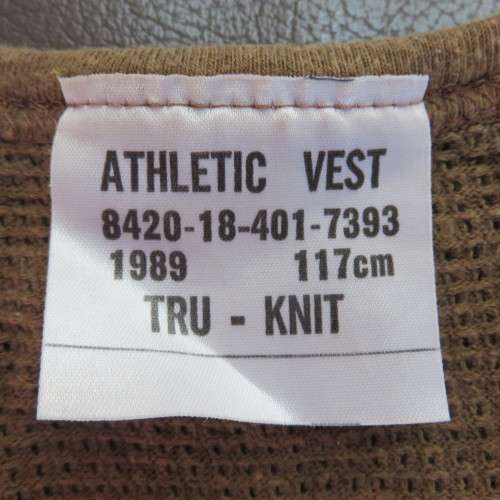 ATHLETIC VEST
8420-18-401-7393
1989 117cm
TRU - KNIT